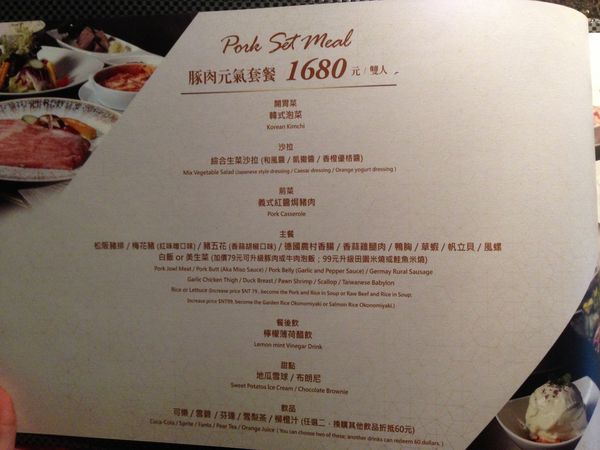 Pork Set Meal
豚肉元氣套餐 1680 元 / 雙人
開胃菜
韓式泡菜
Korean Kimchi
沙拉
綜合生菜沙拉 (和風醬 / 凱撒醬 / 香橙優格醬)
Mix Vegetable Salad (Japanese style dressing / Caesar dressing / Orange yogurt dressing)
前菜
義式紅醬焗豬肉
Pork Casserole
主餐
松阪豬排 / 梅花豬 (紅味噌口味) / 豬五花 (香蒜胡椒口味) / 德國農村香腸 / 香蒜雞腿肉 / 鴨胸 / 草蝦 / 帆立貝 / 風螺
白飯 or 美生菜 (加價79元可升級豚肉或牛肉泡飯；99元升級田園米燒或鮭魚米燒)
Pork Jowl Meat / Pork Butt (Aka Miso Sauce) / Pork Belly (Garlic and Pepper Sauce) / Germay Rural Sausage
Garlic Chicken Thigh / Duck Breast / Pawn Shrimp / Scallop / Taiwanese Babylon
Rice or Lettuce (Increase price $NT 79 , become the Pork and Rice in Soup or Raw Beef and Rice in Soup;
Increase price $NT99, become the Garden Rice Okonomiyaki or Salmon Rice Okonomiyaki.)
餐後飲
檸檬薄荷醋飲
Lemon mint Vinegar Drink
甜點
地瓜雪球 / 布朗尼
Sweet Potatos Ice Cream / Chocolate Brownie
飲品
可樂 / 雪碧 / 芬達 / 雪梨茶 / 柳橙汁 (任選二，換購其他飲品折抵60元)
Coca-Cola / Sprite / Fanta / Pear Tea / Orange Juice ( You can choose two of these; another drinks can redeem 60 dollars. )